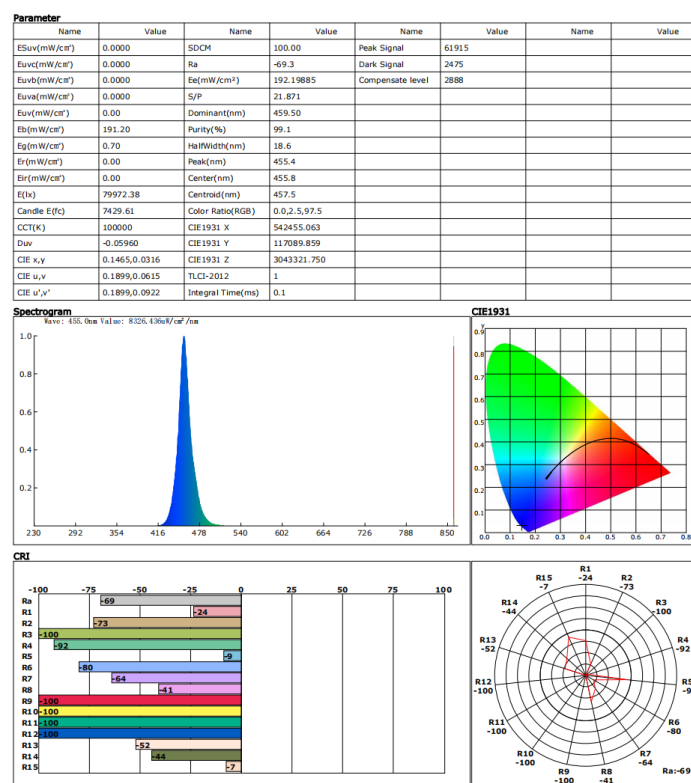 Parameter
Name Value Name Value Name Value Name Value
ESuv(mW/cm²) 0.0000 SDCM 100.00 Peak Signal 61915
Euvc(mW/cm²) 0.0000 Ra -69.3 Dark Signal 2475
Euvb(mW/cm²) 0.0000 Ee(mW/cm²) 192.19885 Compensate level 2888
Euva(mW/cm²) 0.0000 S/P 21.871
Euv(mW/cm²) 0.00 Dominant(nm) 459.50
Eb(mW/cm²) 191.20 Purity(%) 99.1
Eg(mW/cm²) 0.70 HalfWidth(nm) 18.6
Er(mW/cm²) 0.00 Peak(nm) 455.4
Eir(mW/cm²) 0.00 Center(nm) 455.8
E(lx) 79972.38 Centroid(nm) 457.5
Candle E(fc) 7429.61 Color Ratio(RGB) 0.0,2.5,97.5
CCT(K) 100000 CIE1931 X 542455.063
Duv -0.05960 CIE1931 Y 117089.859
CIE x,y 0.1465,0.0316 CIE1931 Z 3043321.750
CIE u,v 0.1899,0.0615 TLCI-2012 1
CIE u',v' 0.1899,0.0922 Integral Time(ms) 0.1
Spectrogram
Wave: 455.0nm Value: 8326.436uW/cm²/nm
1.0
0.8
0.6
0.4
0.2
230 292 354 416 478 540 602 664 726 788 850
CIE1931
y
0.9
0.8
0.7
0.6
0.5
0.4
0.3
0.2
0.1
0.0 0.1 0.2 0.3 0.4 0.5 0.6 0.7 0.8
CRI
-100 -75 -50 -25 0 25 50 75 100
Ra -69
R1 -24
R2 -73
R3 -100
R4 -92
R5 -9
R6 -80
R7 -64
R8 -41
R9 -100
R10 -100
R11 -100
R12 -100
R13 -52
R14 -44
R15 -7
R1
-24
R2
-73
R3
-100
R4
-92
R5
-9
R6
-80
R7
-64
R8
-41
R9
-100
R10
-100
R11
-100
R12
-100
R13
-52
R14
-44
R15
-7
Ra:-69